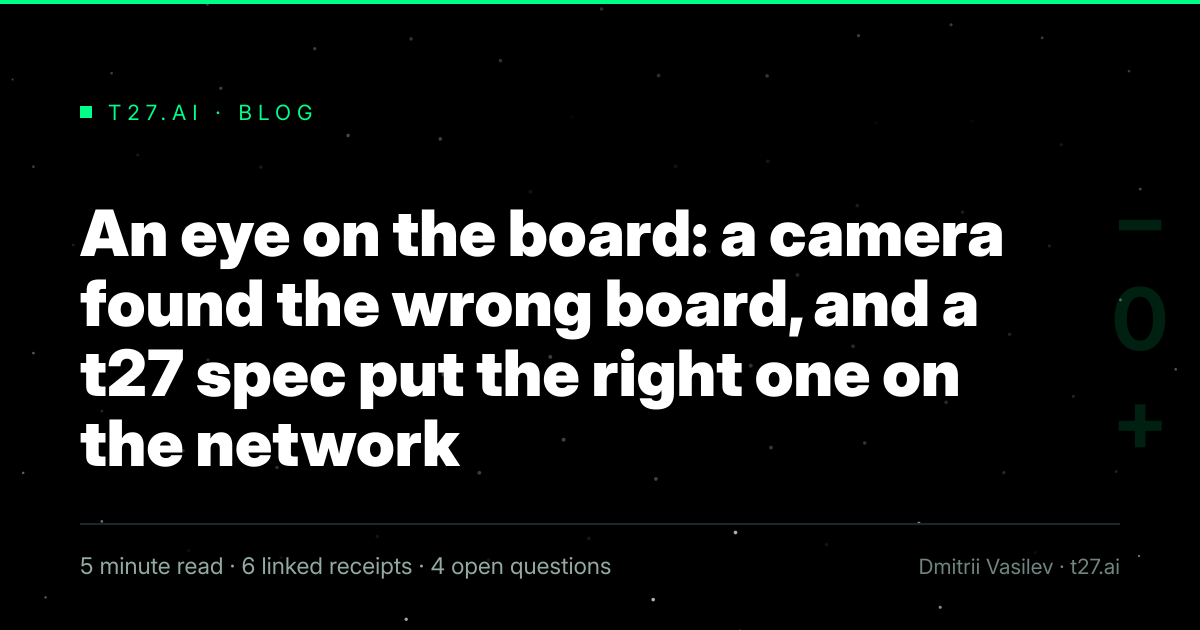 T27.AI · BLOG
An eye on the board: a camera
found the wrong board, and a
t27 spec put the right one on
the network
−
0
+
5 minute read · 6 linked receipts · 4 open questions
Dmitrii Vasilev · t27.ai